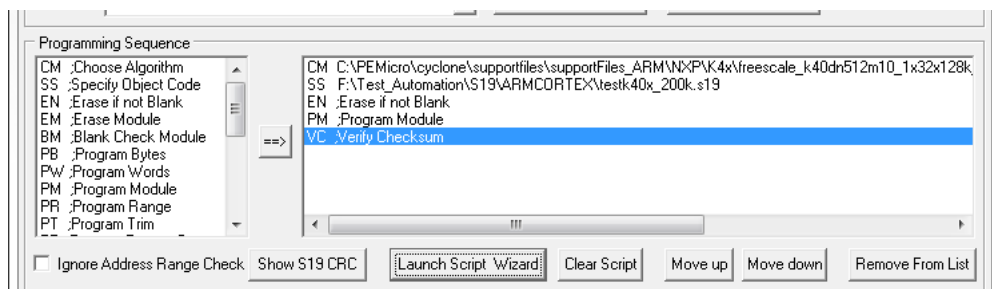 Programming Sequence
CM ;Choose Algorithm
SS ;Specify Object Code
EN ;Erase if not Blank
EM ;Erase Module
BM ;Blank Check Module
PB ;Program Bytes
PW ;Program Words
PM ;Program Module
PR ;Program Range
PT ;Program Trim
==>
CM C:\PEMicro\cyclone\supportfiles\supportFiles_ARM\NXP\K4x\freescale_k40dn512m10_1x32x128k_
SS F:\Test_Automation\S19\ARMCORTEX\testk40x_200k.s19
EN ;Erase if not Blank
PM ;Program Module
VC ;Verify Checksum
Ignore Address Range Check
Show S19 CRC
Launch Script Wizard
Clear Script
Move up
Move down
Remove From List